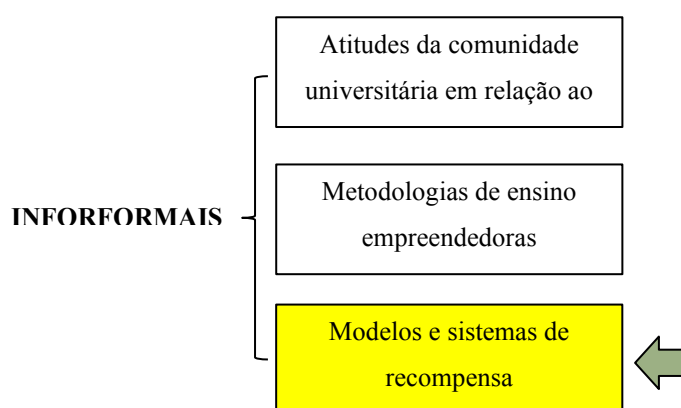 Atitudes da comunidade
universitária em relação ao
INFORFORMAIS
Metodologias de ensino
empreendedoras
Modelos e sistemas de
recompensa